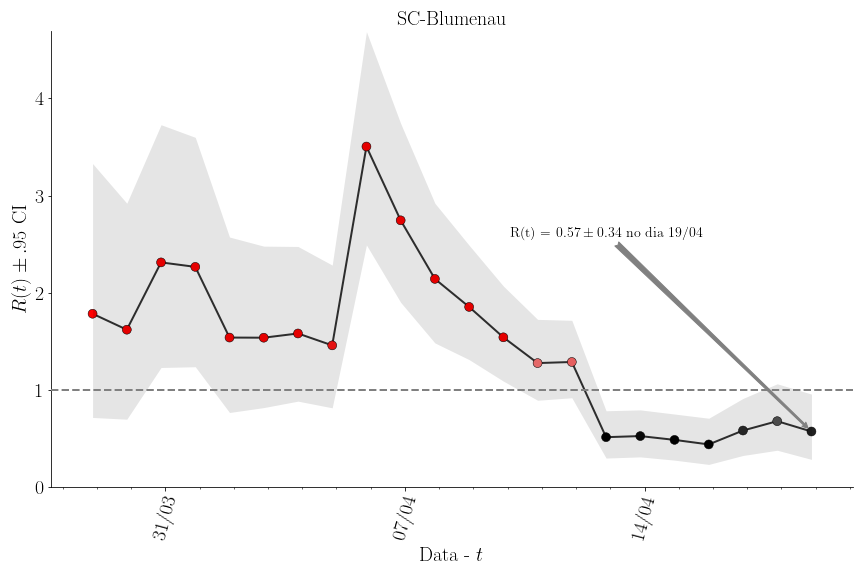 SC-Blumenau
R(t) ± .95 CI
4
3
2
1
0
R(t) = 0.57 ± 0.34 no dia 19/04
31/03
07/04
14/04
Data - t